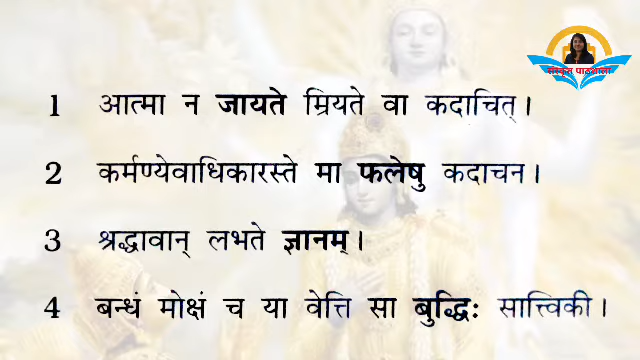 संस्कृत पाठशाला
1 आत्मा न जायते म्रियते वा कदाचित्।
2 कर्मण्येवाधिकारस्ते मा फलेषु कदाचन।
3 श्रद्धावान् लभते ज्ञानम्।
4 बन्धं मोक्षं च या वेत्ति सा बुद्धिः सात्त्विकी।